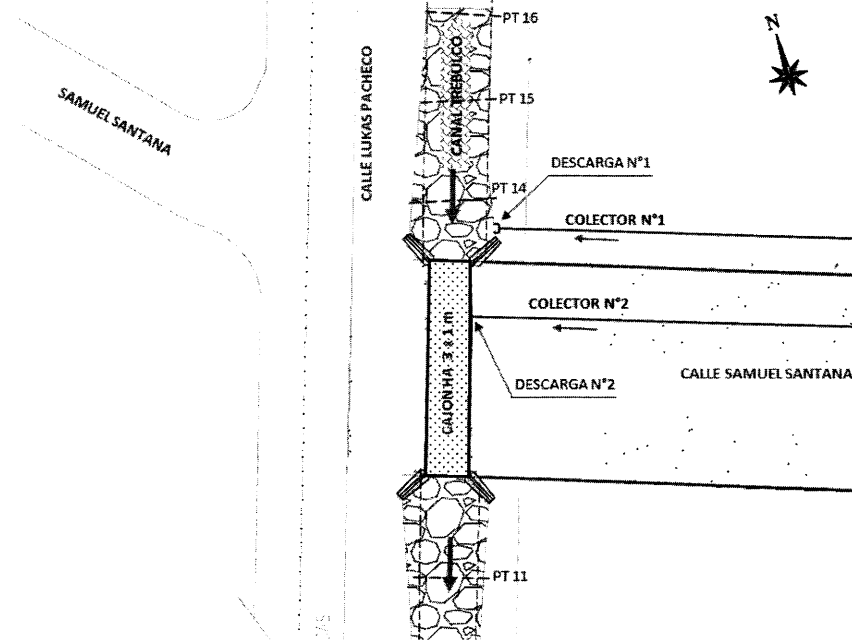 PT 16
N
SAMUEL SANTANA
CALLE LUKAS PACHECO
CANAL TREBULCO
PT 15
DESCARGA N°1
PT 14
COLECTOR N°1
COLECTOR N°2
CAJON HA 3 x 1 m
CALLE SAMUEL SANTANA
DESCARGA N°2
PT 11